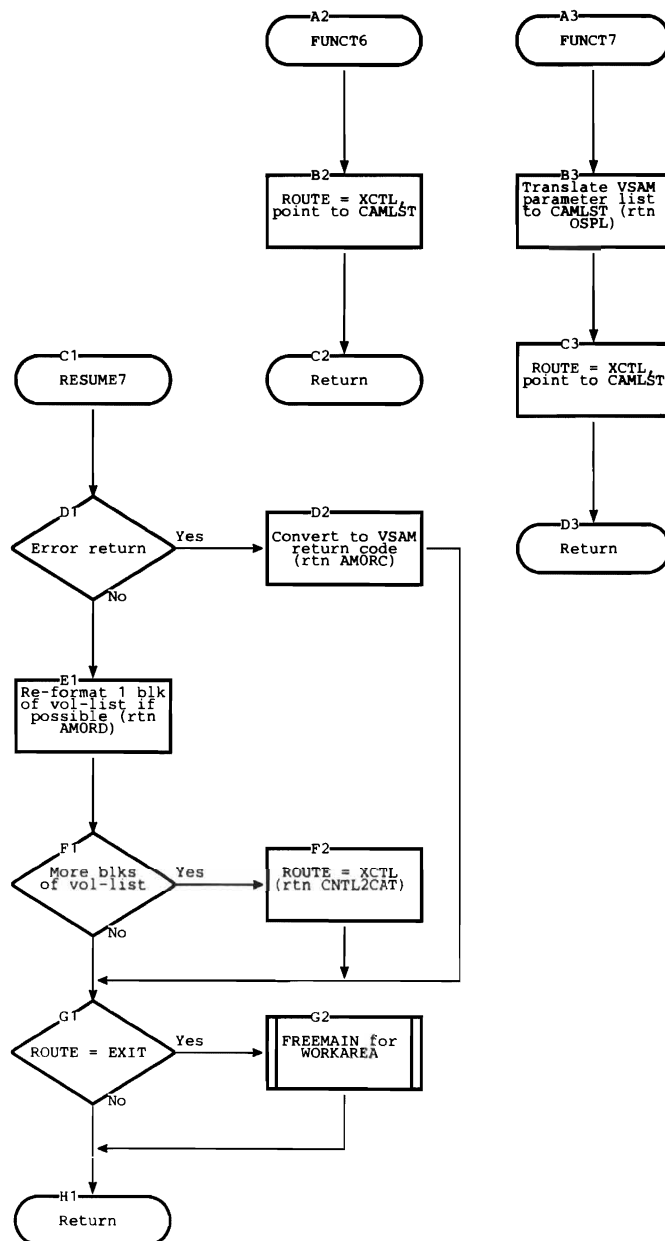 A2
FUNCT6
A3
FUNCT7
B2
ROUTE = XCTL,
point to CAMLST
B3
Translate VSAM
parameter list
to CAMLST (rtn
OSPL)
C1
RESUME7
C2
Return
C3
ROUTE = XCTL,
point to CAMLST
D1
Error return
Yes
No
D2
Convert to VSAM
return code
(rtn AMORC)
D3
Return
E1
Re-format 1 blk
of vol-list if
possible (rtn
AMORD)
F1
More blks
of vol-list
Yes
No
F2
ROUTE = XCTL
(rtn CNTL2CAT)
G1
ROUTE = EXIT
Yes
No
G2
FREEMAIN for
WORKAREA
H1
Return